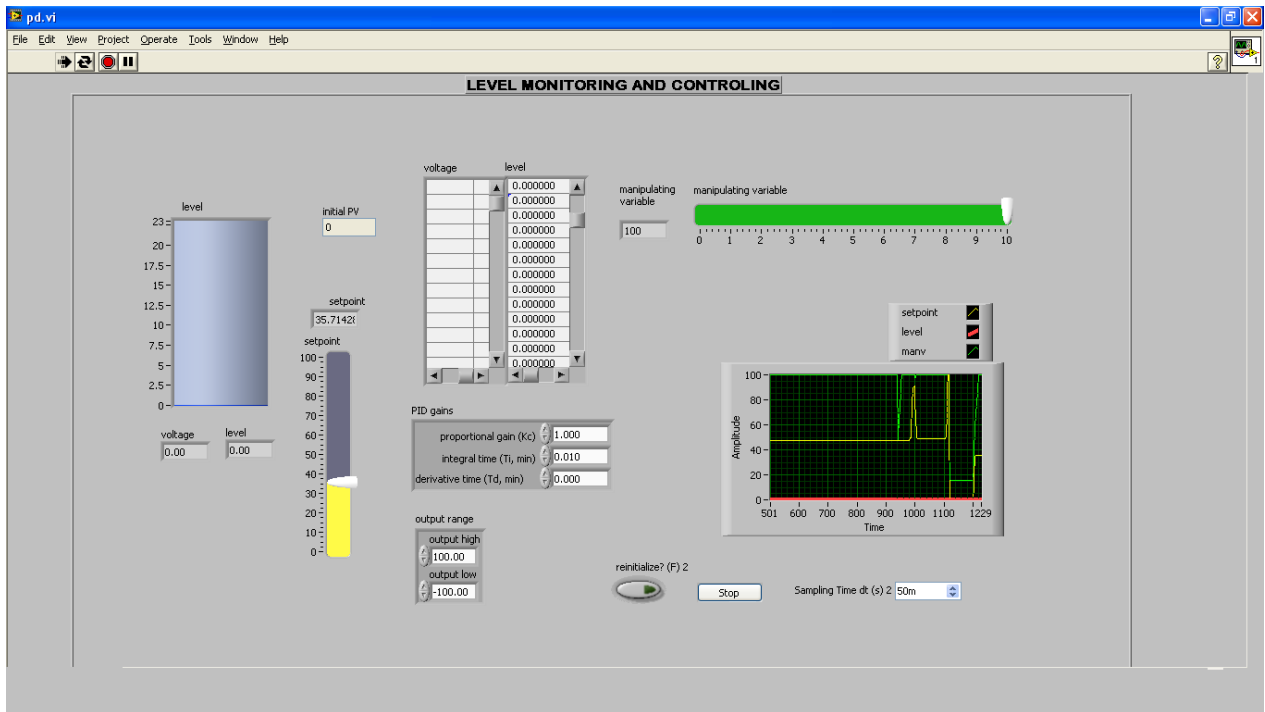 pd.vi
File Edit View Project Operate Tools Window Help
LEVEL MONITORING AND CONTROLING
level
23
20
17.5
15
12.5
10
7.5
5
2.5
0
voltage
0.00
level
0.00
initial PV
0
setpoint
35.71428
setpoint
100
90
80
70
60
50
40
30
20
10
0
voltage level
0.000000
0.000000
0.000000
0.000000
0.000000
0.000000
0.000000
0.000000
0.000000
0.000000
0.000000
0.000000
0.000000
PID gains
proportional gain (Kc) 1.000
integral time (Ti, min) 0.010
derivative time (Td, min) 0.000
output range
output high
100.00
output low
-100.00
manipulating
variable
100
manipulating variable
0 1 2 3 4 5 6 7 8 9 10
setpoint
level
manv
Amplitude
100
80
60
40
20
0
501 600 700 800 900 1000 1100 1229
Time
reinitialize? (F) 2
Stop
Sampling Time dt (s) 2 50m
1